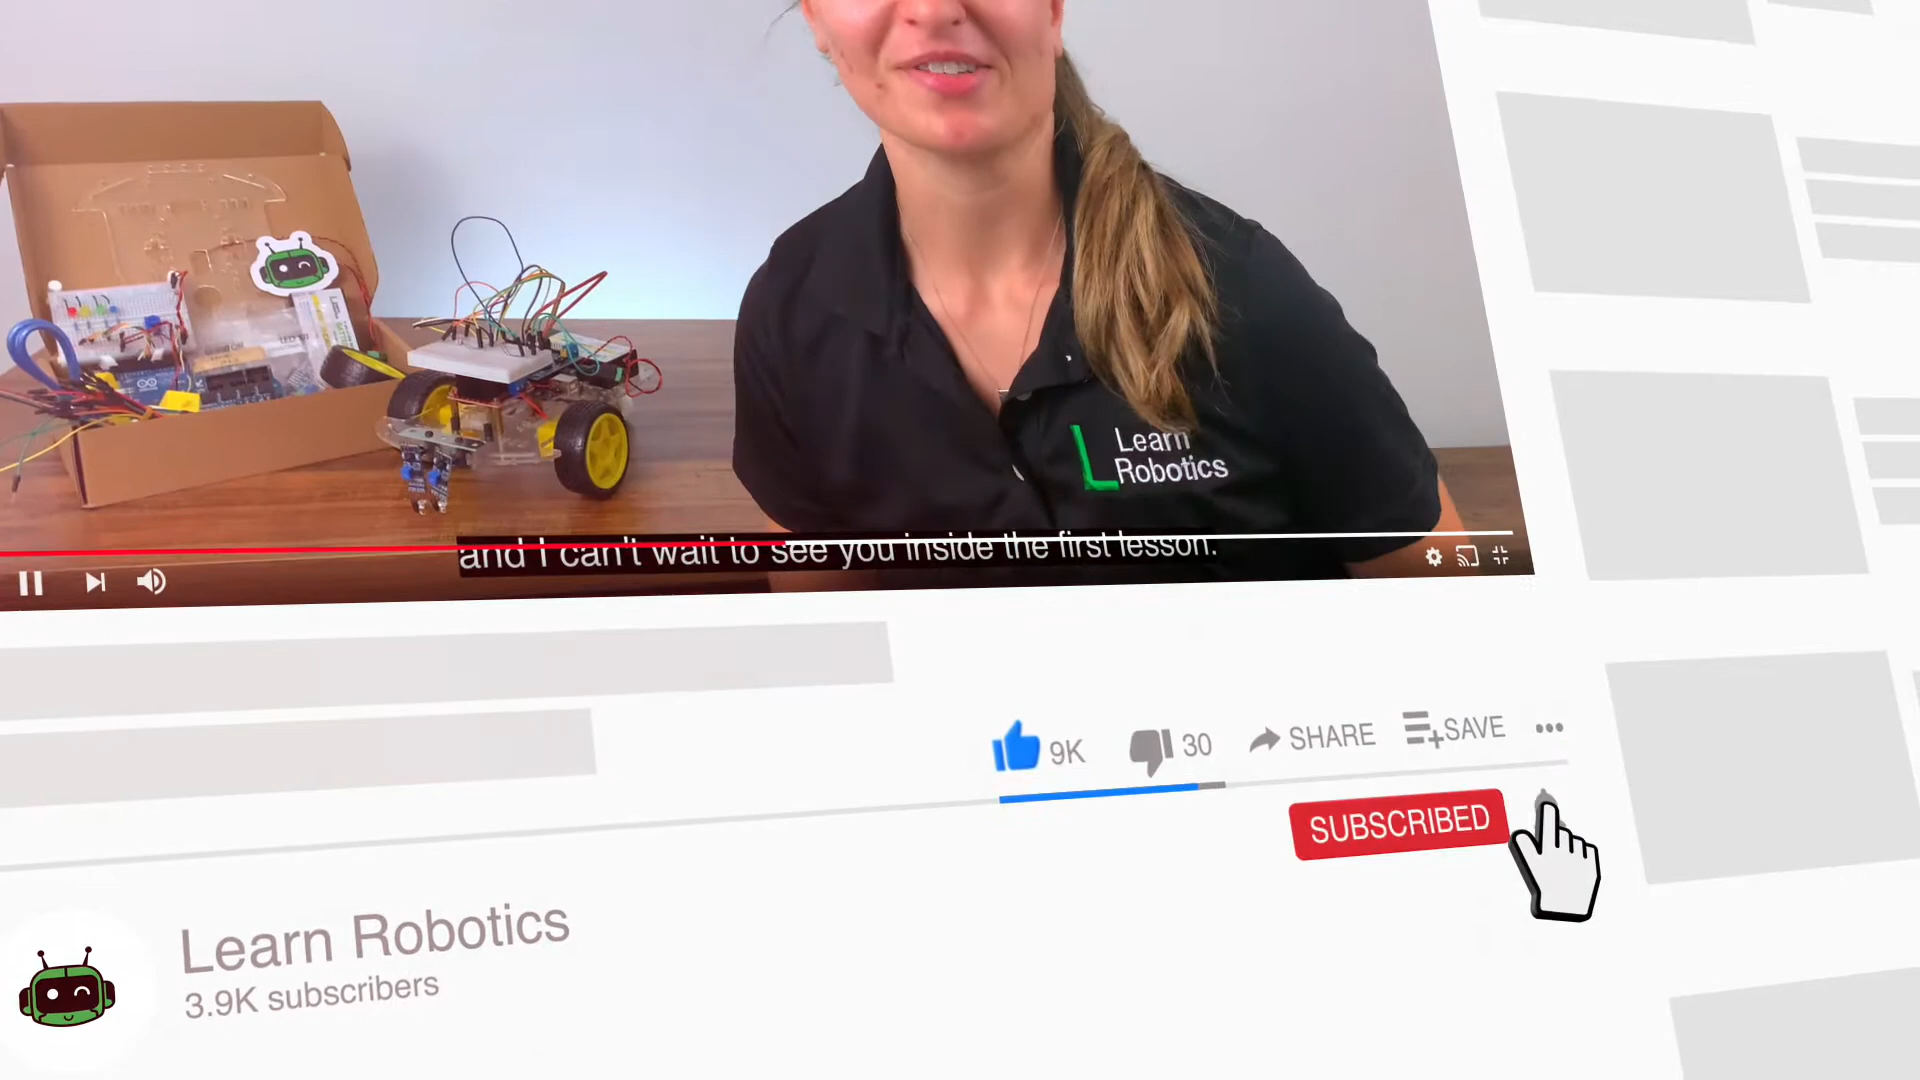 Learn
Robotics
and I can't wait to see you inside the first lesson.
9K
30
SHARE
SAVE
SUBSCRIBED
Learn Robotics
3.9K subscribers